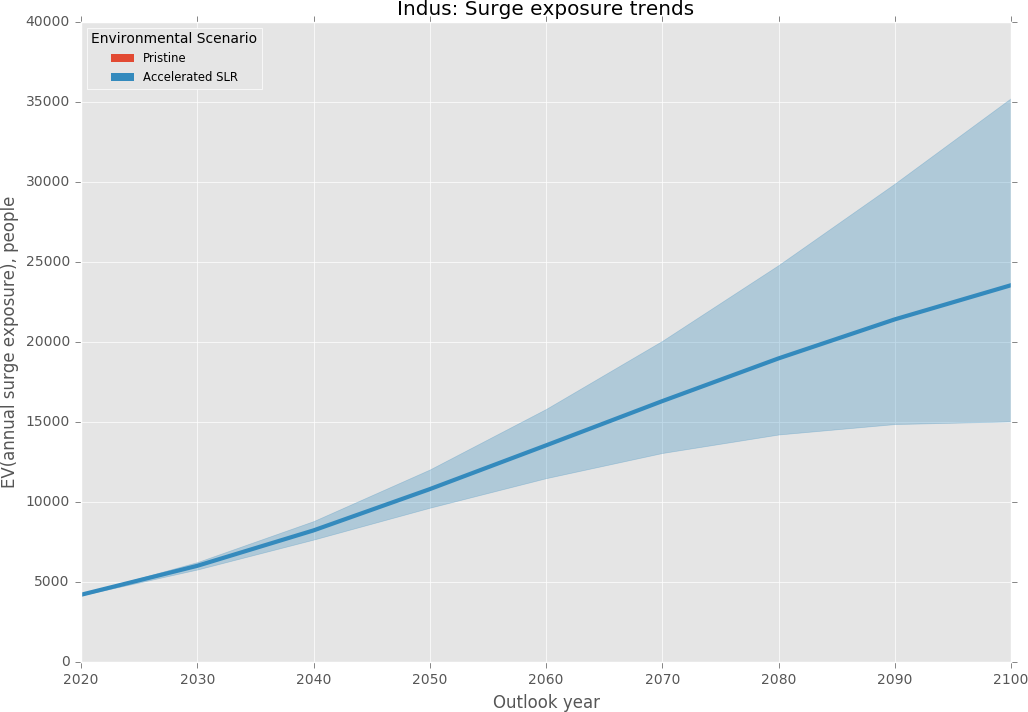 Indus: Surge exposure trends
Environmental Scenario
Pristine
Accelerated SLR
EV(annual surge exposure), people
40000
35000
30000
25000
20000
15000
10000
5000
0
2020 2030 2040 2050 2060 2070 2080 2090 2100
Outlook year